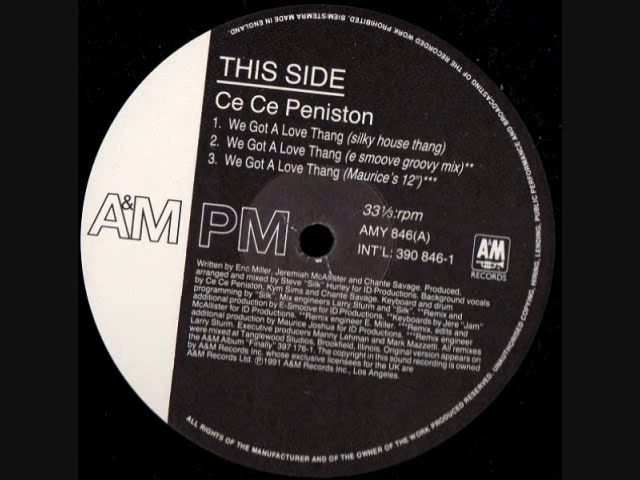 THIS SIDE
Ce Ce Peniston
1. We Got A Love Thang (silky house thang)
2. We Got A Love Thang (e smoove groovy mix)**
3. We Got A Love Thang (Maurice's 12")***
A&M PM
33⅓rpm
AMY 846(A)
INT'L: 390 846-1
A&M
RECORDS
Written by Eric Miller, Jeremiah McAllister and Chante Savage. Produced,
arranged and mixed by Steve "Silk" Hurley for ID Productions. Background vocals
by Ce Ce Peniston, Kym Sims and Chante Savage. Keyboard and drum
programming by "Silk". Mix engineers Larry Sturm and "Silk". **Remix and
additional production by E-Smoove for ID Productions. **Keyboards by Jere "Jam"
McAllister for ID Productions. **Remix engineer E. Miller. ***Remix, edits and
additional production by Maurice Joshua for ID Productions. ***Remix engineer
Larry Sturm. Executive producers Manny Lehman and Mark Mazzetti. All remixes
were mixed at Tanglewood Studios, Brookfield, Illinois. Original version appears on
the A&M Album "Finally" 397 176-1. The copyright in this sound recording is owned
by A&M Records Inc. whose exclusive licensees for the UK are
A&M Records Ltd. ℗1991 A&M Records Inc., Los Angeles.
ALL RIGHTS OF THE MANUFACTURER AND OF THE OWNER OF THE WORK PRODUCED RESERVED. UNAUTHORISED COPYING, HIRING, LENDING, PUBLIC PERFORMANCE AND BROADCASTING OF THE RECORDED WORK PROHIBITED. BIEM/STEMRA MADE IN ENGLAND.